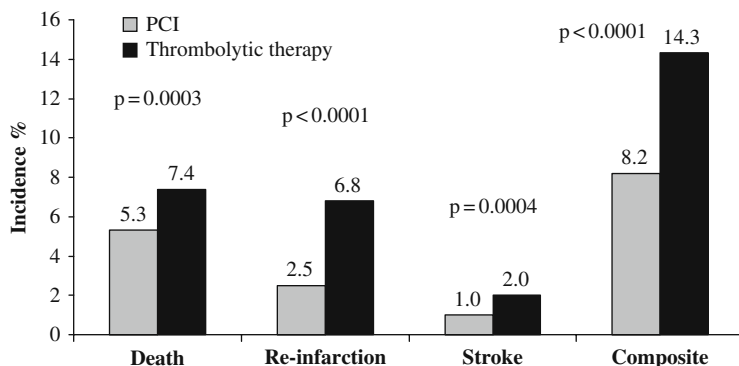 16
14
12
10
8
6
4
2
0
Incidence %
PCI
Thrombolytic therapy
p=0.0003
7.4
5.3
p<0.0001
6.8
2.5
p=0.0004
1.0
2.0
p<0.0001
14.3
8.2
Death
Re-infarction
Stroke
Composite